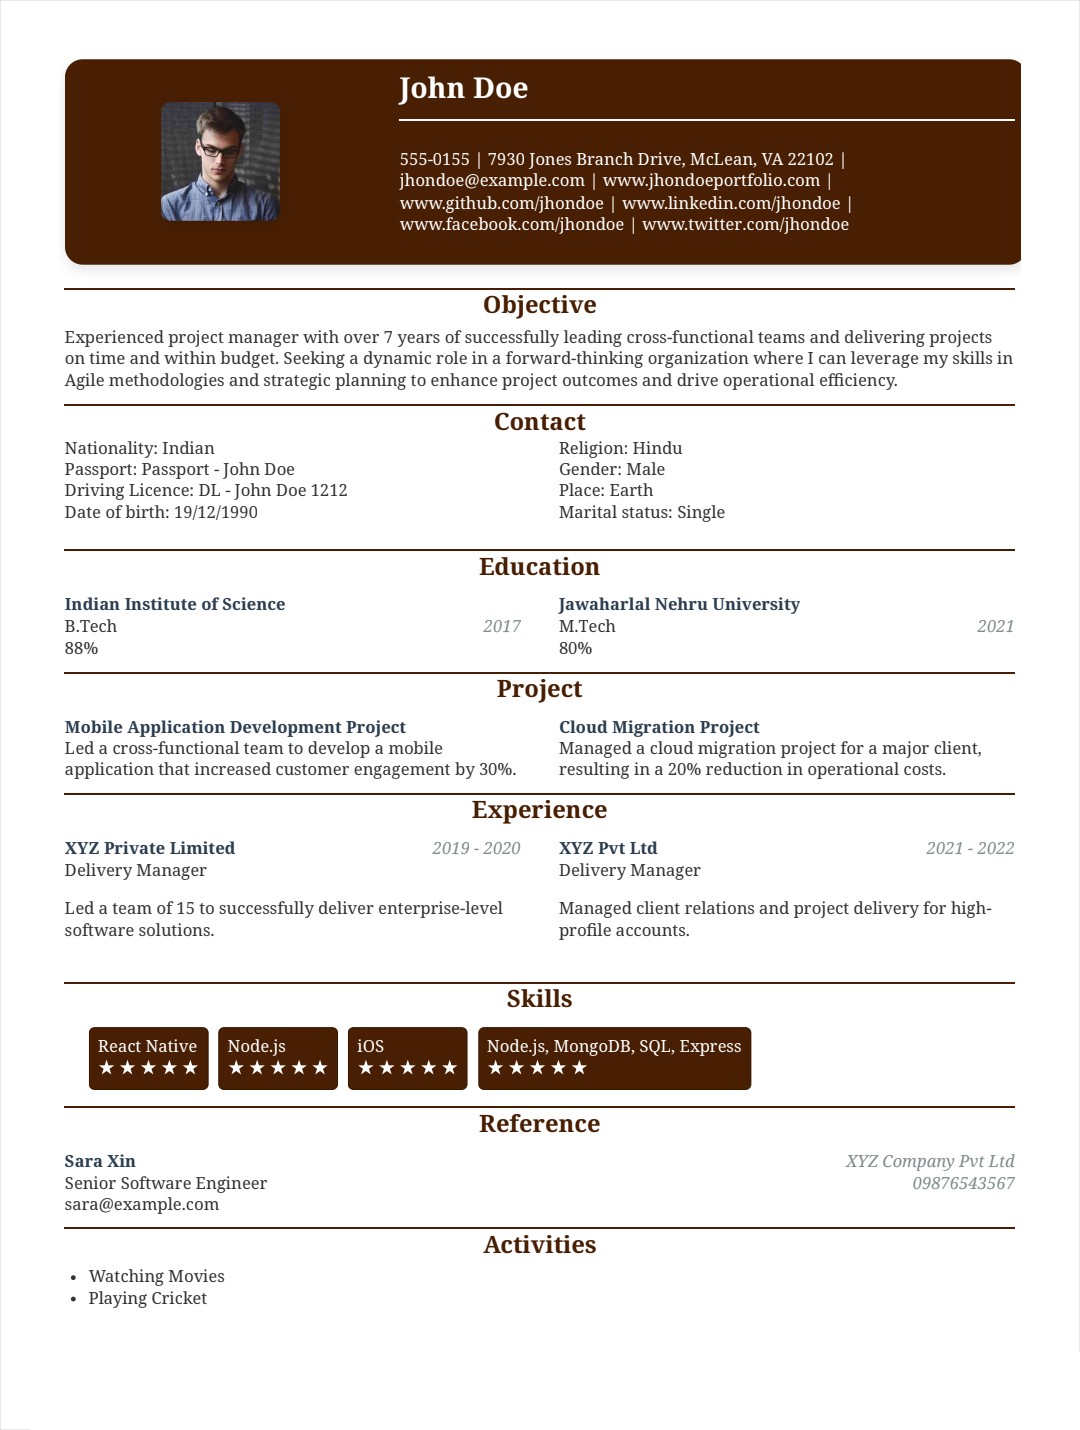 John Doe
555-0155 | 7930 Jones Branch Drive, McLean, VA 22102 |
jhondoe@example.com | www.jhondoeportfolio.com |
www.github.com/jhondoe | www.linkedin.com/jhondoe |
www.facebook.com/jhondoe | www.twitter.com/jhondoe
Objective
Experienced project manager with over 7 years of successfully leading cross-functional teams and delivering projects
on time and within budget. Seeking a dynamic role in a forward-thinking organization where I can leverage my skills in
Agile methodologies and strategic planning to enhance project outcomes and drive operational efficiency.
Contact
Nationality: Indian
Passport: Passport - John Doe
Driving Licence: DL - John Doe 1212
Date of birth: 19/12/1990
Religion: Hindu
Gender: Male
Place: Earth
Marital status: Single
Education
Indian Institute of Science
B.Tech 2017
88%
Jawaharlal Nehru University
M.Tech 2021
80%
Project
Mobile Application Development Project
Led a cross-functional team to develop a mobile
application that increased customer engagement by 30%.
Cloud Migration Project
Managed a cloud migration project for a major client,
resulting in a 20% reduction in operational costs.
Experience
XYZ Private Limited 2019 - 2020
Delivery Manager
Led a team of 15 to successfully deliver enterprise-level
software solutions.
XYZ Pvt Ltd 2021 - 2022
Delivery Manager
Managed client relations and project delivery for high-
profile accounts.
Skills
React Native
★ ★ ★ ★ ★
Node.js
★ ★ ★ ★ ★
iOS
★ ★ ★ ★ ★
Node.js, MongoDB, SQL, Express
★ ★ ★ ★ ★
Reference
Sara Xin XYZ Company Pvt Ltd
Senior Software Engineer 09876543567
sara@example.com
Activities
• Watching Movies
• Playing Cricket